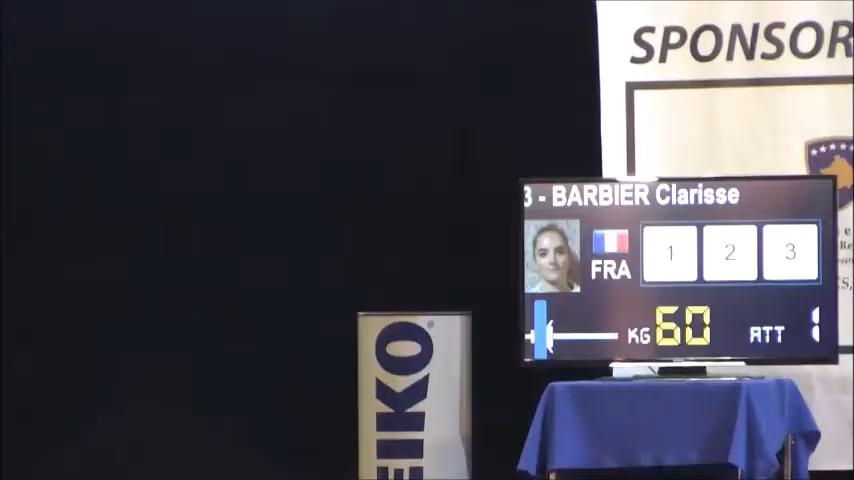 SPONSOR
3 - BARBIER Clarisse
FRA
1 2 3
KG 60 ATT
EIKO